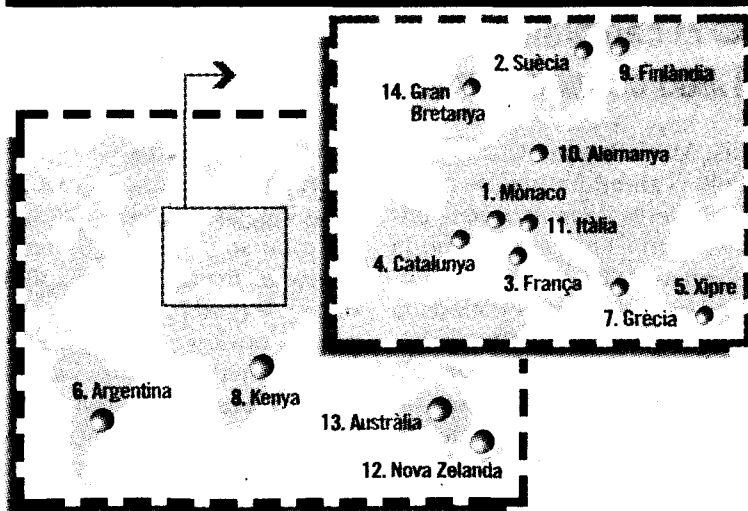 2. Suècia
9. Finlàndia
14. Gran
Bretanya
10. Alemanya
1. Mònaco
11. Itàlia
4. Catalunya
3. França
5. Xipre
7. Grècia
6. Argentina
8. Kenya
13. Austràlia
12. Nova Zelanda